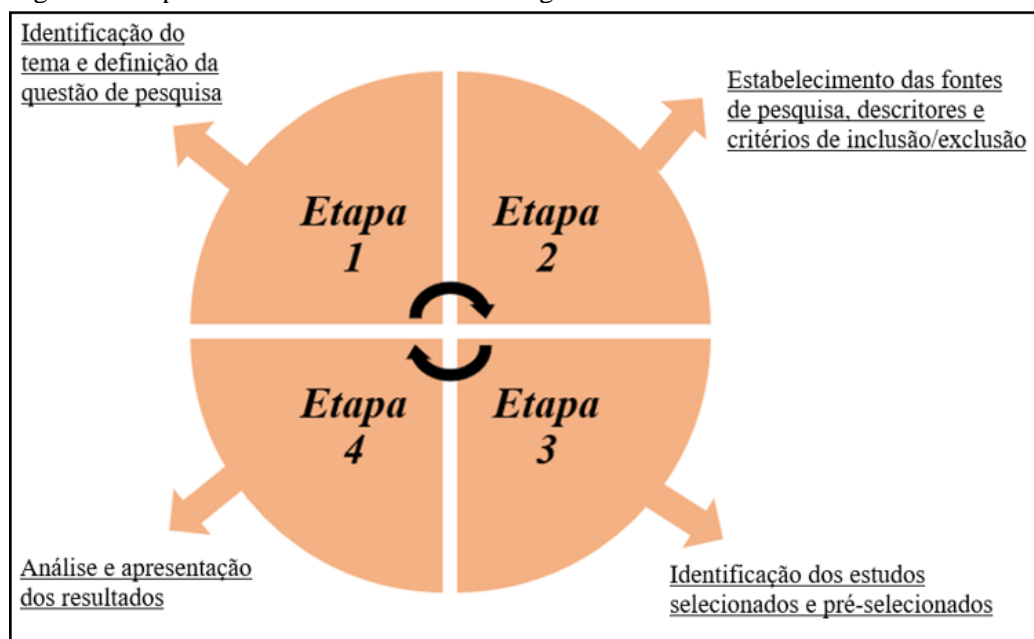 Identificação do
tema e definição da
questão de pesquisa
Estabelecimento das fontes
de pesquisa, descritores e
critérios de inclusão/exclusão
Etapa
1
Etapa
2
Etapa
4
Etapa
3
Análise e apresentação
dos resultados
Identificação dos estudos
selecionados e pré-selecionados